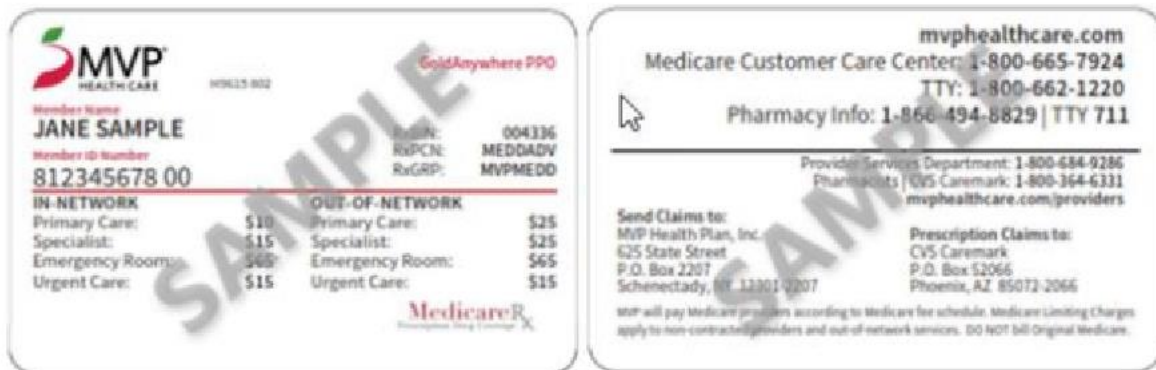 MVP
HEALTH CARE
GoldAnywhere PPO
Member Name
JANE SAMPLE
Member ID Number
812345678 00
004336
RxPCN: MEDDADV
RxGRP: MVPMEDD
IN-NETWORK OUT-OF-NETWORK
Primary Care: $10 Primary Care: $25
Specialist: $15 Specialist: $25
Emergency Room: $65 Emergency Room: $65
Urgent Care: $15 Urgent Care: $15
MedicareRx
Prescription Drug Coverage
SAMPLE
mvphealthcare.com
Medicare Customer Care Center: 1-800-665-7924
TTY: 1-800-662-1220
Pharmacy Info: 1-866-494-8829 | TTY 711
Provider Services Department: 1-800-684-9286
Pharmacists | CVS Caremark: 1-800-364-6331
mvphealthcare.com/providers
Send Claims to:
MVP Health Plan, Inc.
625 State Street
P.O. Box 2207
Schenectady, NY 12301-2207
Prescription Claims to:
CVS Caremark
P.O. Box 52066
Phoenix, AZ 85072-2066
MVP will pay Medicare providers according to Medicare fee schedule. Medicare Limiting Charges
apply to non-contracted providers and out-of-network services. DO NOT bill Original Medicare.
SAMPLE